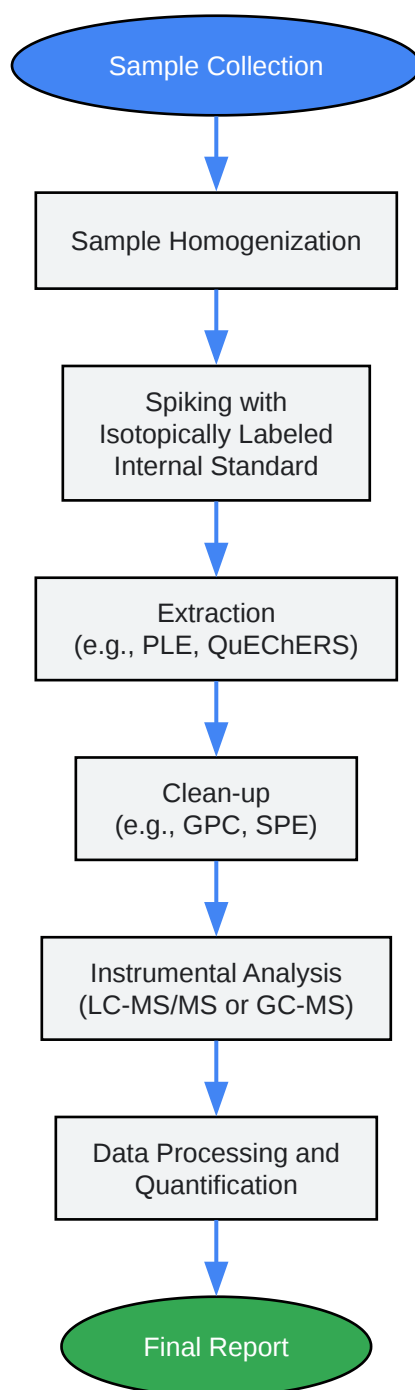 Sample Collection
Sample Homogenization
Spiking with
Isotopically Labeled
Internal Standard
Extraction
(e.g., PLE, QuEChERS)
Clean-up
(e.g., GPC, SPE)
Instrumental Analysis
(LC-MS/MS or GC-MS)
Data Processing and
Quantification
Final Report